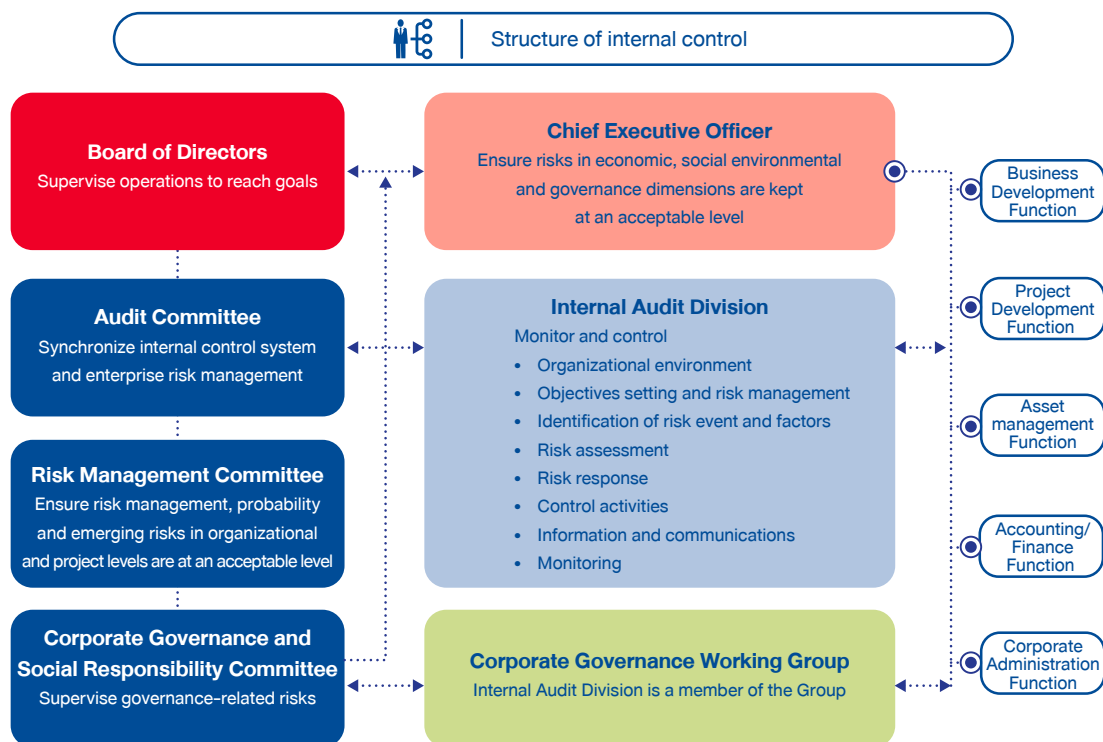 Structure of internal control
Board of Directors
Supervise operations to reach goals
Chief Executive Officer
Ensure risks in economic, social environmental
and governance dimensions are kept
at an acceptable level
Audit Committee
Synchronize internal control system
and enterprise risk management
Internal Audit Division
Monitor and control
• Organizational environment
• Objectives setting and risk management
• Identification of risk event and factors
• Risk assessment
• Risk response
• Control activities
• Information and communications
• Monitoring
Risk Management Committee
Ensure risk management, probability
and emerging risks in organizational
and project levels are at an acceptable level
Corporate Governance and
Social Responsibility Committee
Supervise governance-related risks
Corporate Governance Working Group
Internal Audit Division is a member of the Group
Business
Development
Function
Project
Development
Function
Asset
management
Function
Accounting/
Finance
Function
Corporate
Administration
Function